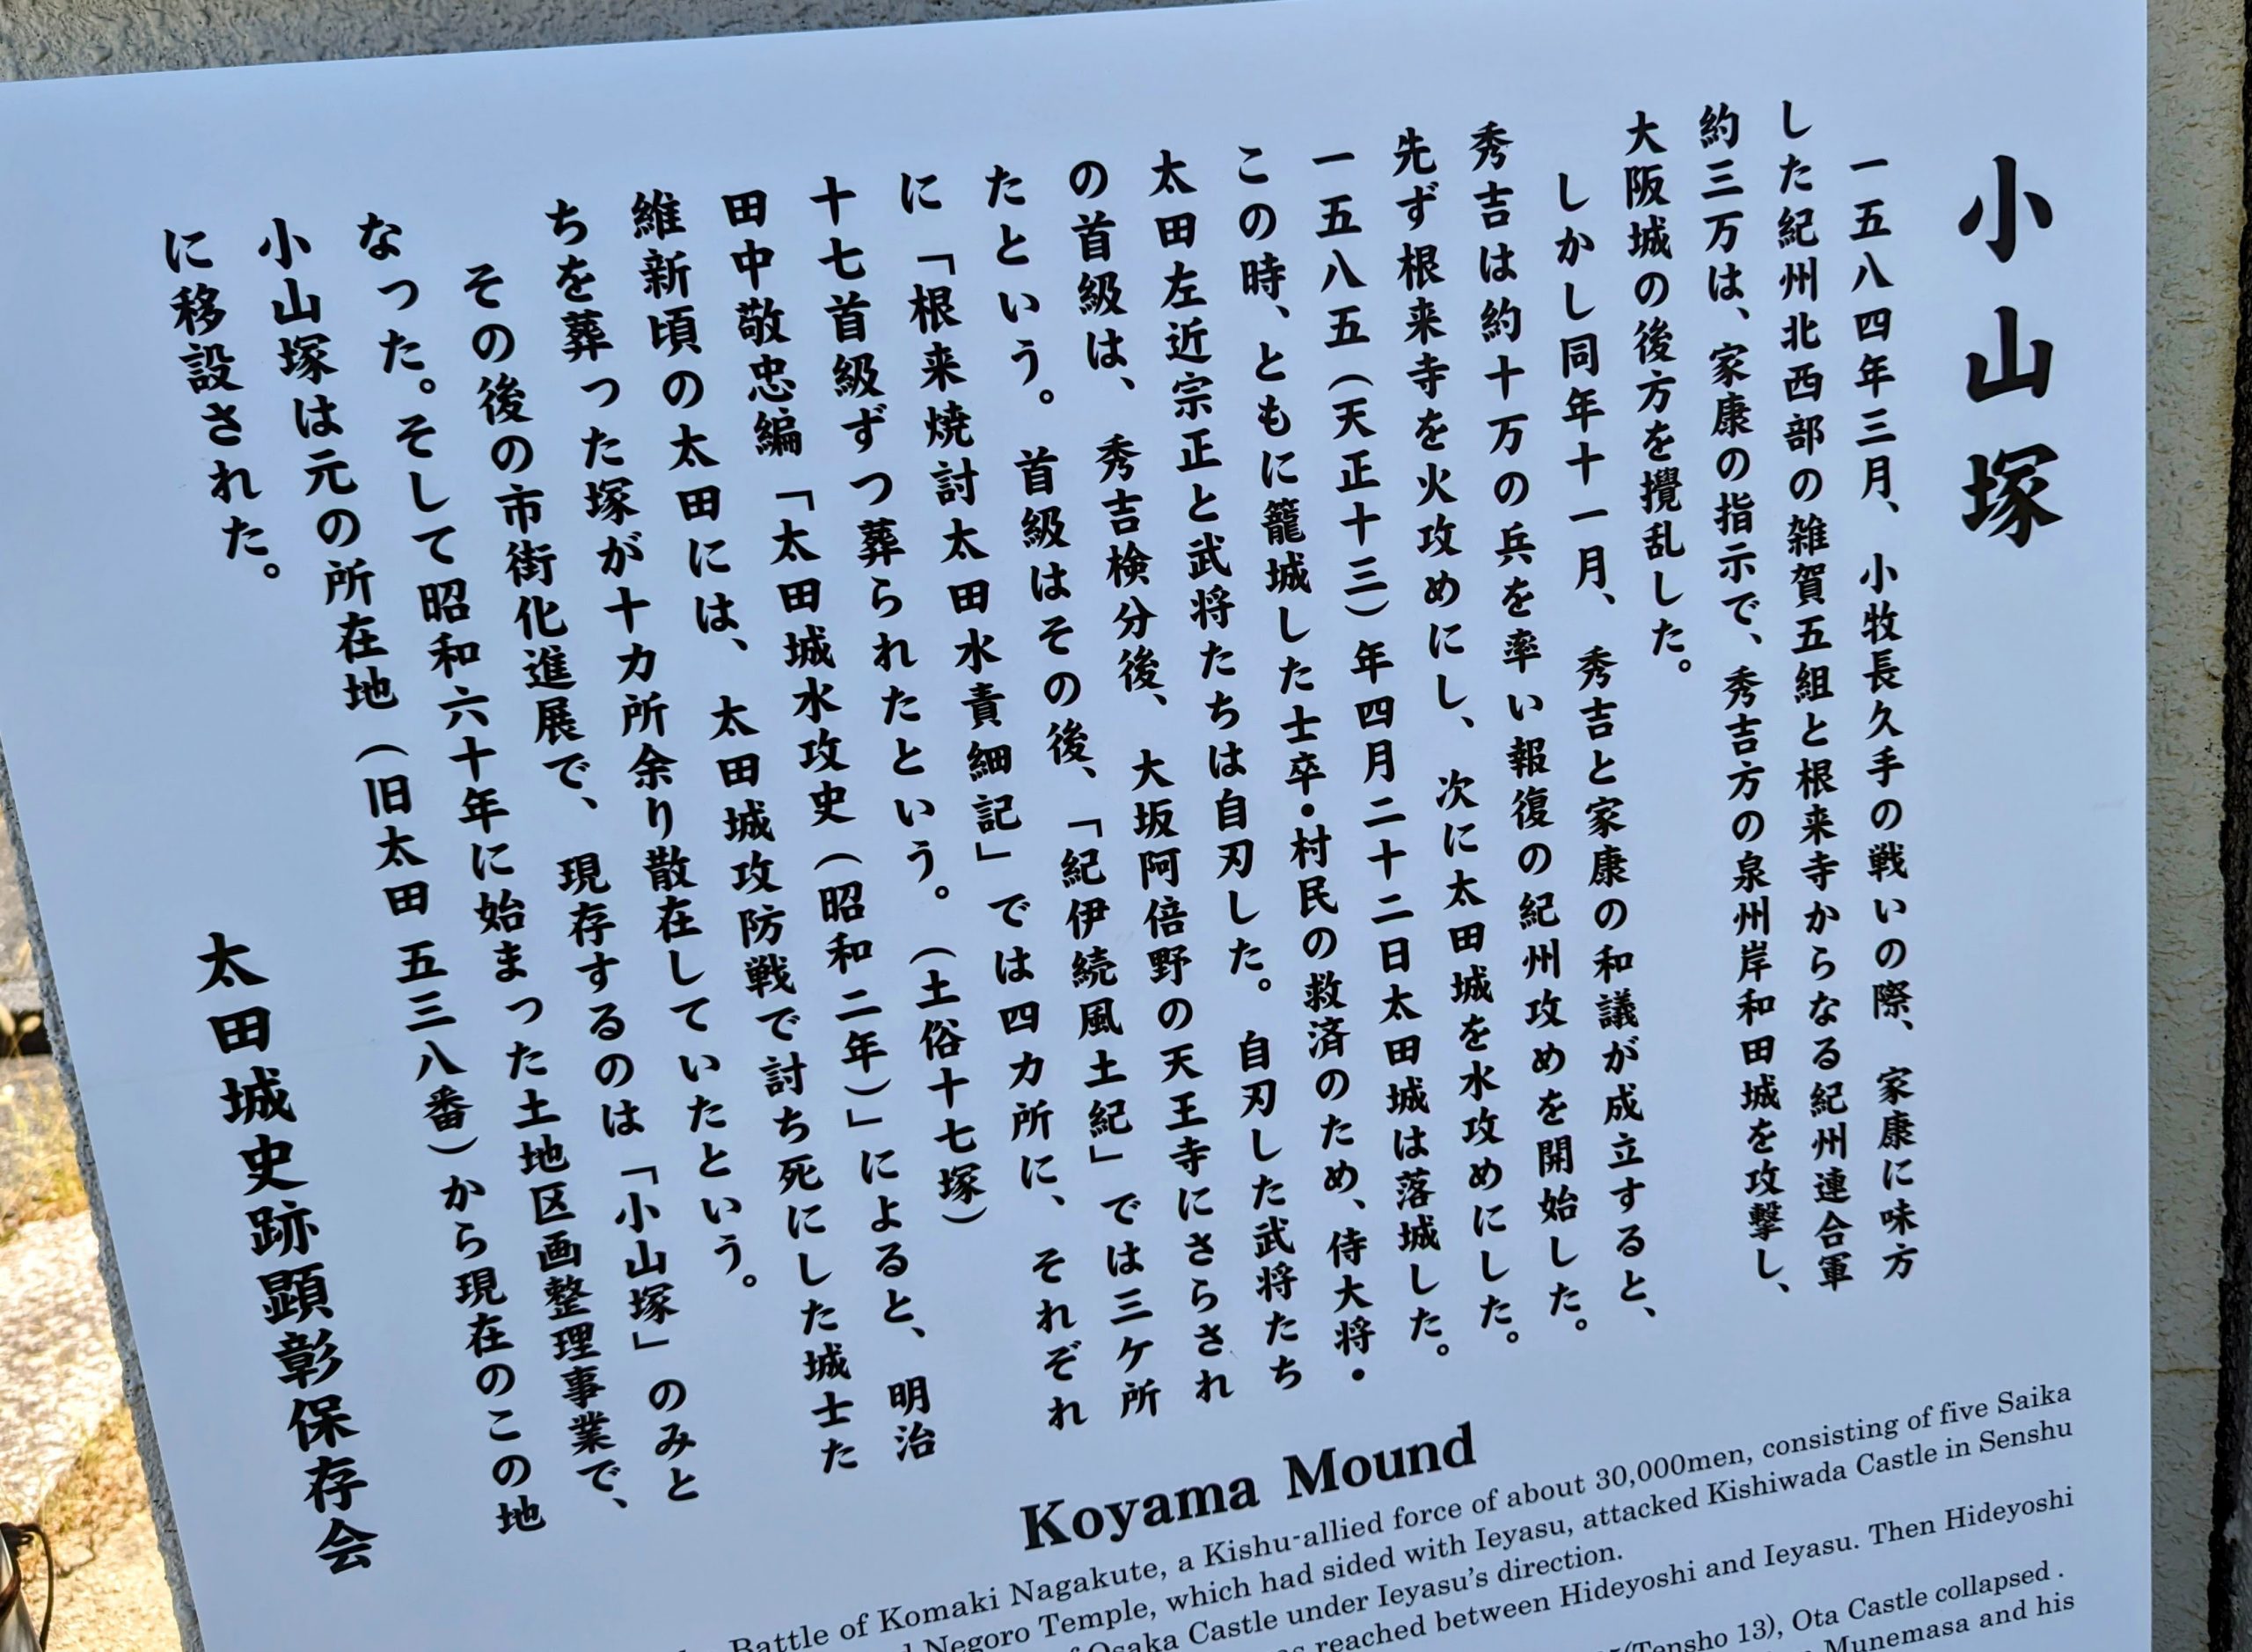 小山塚
一五八四年三月、小牧長久手の戦いの際、家康に味方
した紀州北西部の雑賀五組と根来寺からなる紀州連合軍
約三万は、家康の指示で、秀吉方の泉州岸和田城を攻撃し、
大阪城の後方を攪乱した。
しかし同年十一月、秀吉と家康の和議が成立すると、
秀吉は約十万の兵を率い報復の紀州攻めを開始した。
先ず根来寺を火攻めにし、次に太田城を水攻めにした。
一五八五（天正十三）年四月二十二日太田城は落城した。
この時、ともに籠城した士卒・村民の救済のため、侍大将・
太田左近宗正と武将たちは自刃した。自刃した武将たち
の首級は、秀吉検分後、大坂阿倍野の天王寺にさらされ
たという。首級はその後、「紀伊続風土紀」では三ケ所
に「根来焼討太田水責細記」では四カ所に、それぞれ
十七首級ずつ葬られたという。（土俗十七塚）
田中敬忠編「太田城水攻史（昭和二年）」によると、明治
維新頃の太田には、太田城攻防戦で討ち死にした城士た
ちを葬った塚が十カ所余り散在していたという。
その後の市街化進展で、現存するのは「小山塚」のみと
なった。そして昭和六十年に始まった土地区画整理事業で、
小山塚は元の所在地（旧太田五三八番）から現在のこの地
に移設された。
太田城史跡顕彰保存会
Koyama Mound
Battle of Komaki Nagakute, a Kishu-allied force of about 30,000men, consisting of five Saika
Negoro Temple, which had sided with Ieyasu, attacked Kishiwada Castle in Senshu
Osaka Castle under Ieyasu's direction.
reached between Hideyoshi and Ieyasu. Then Hideyoshi
(Tensho 13), Ota Castle collapsed .
Munemasa and his